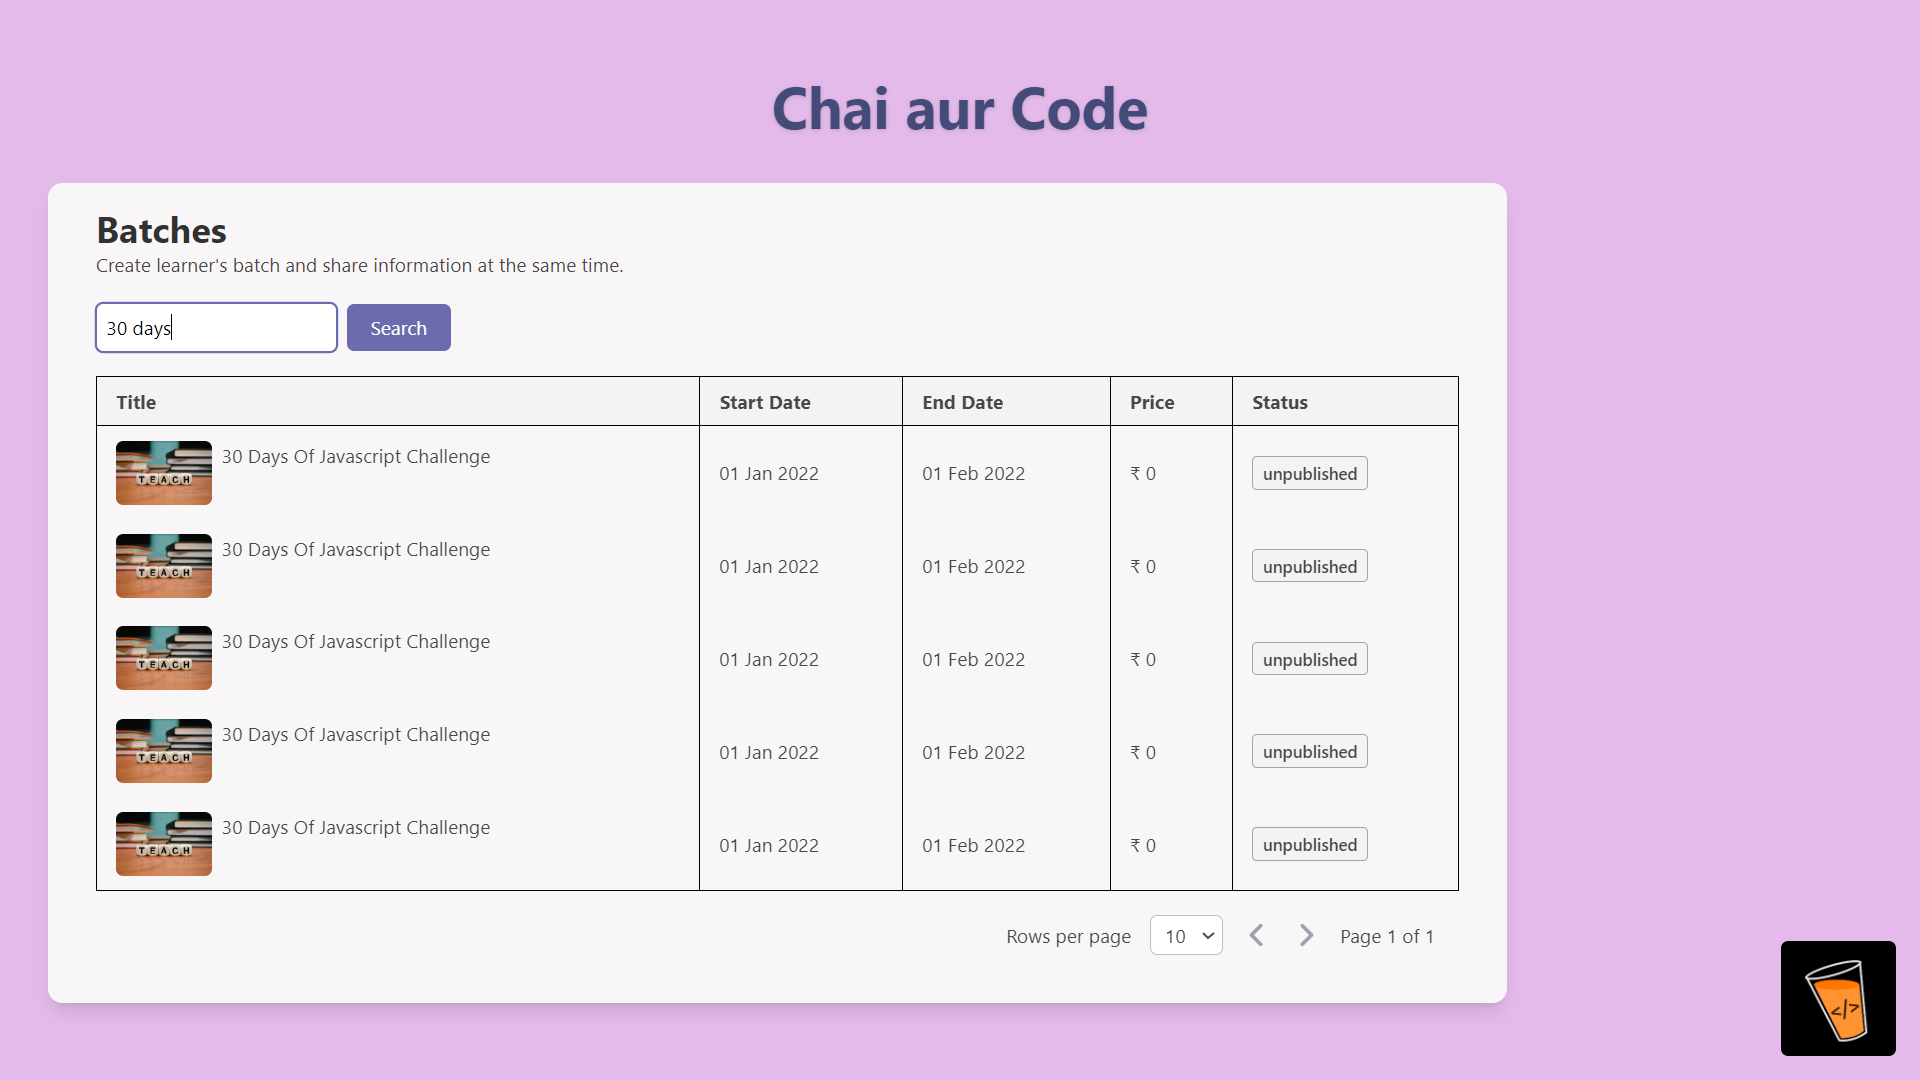 Chai aur Code
Batches
Create learner's batch and share information at the same time.
30 days Search
Title Start Date End Date Price Status
TEACH 30 Days Of Javascript Challenge 01 Jan 2022 01 Feb 2022 ₹ 0 unpublished
TEACH 30 Days Of Javascript Challenge 01 Jan 2022 01 Feb 2022 ₹ 0 unpublished
TEACH 30 Days Of Javascript Challenge 01 Jan 2022 01 Feb 2022 ₹ 0 unpublished
TEACH 30 Days Of Javascript Challenge 01 Jan 2022 01 Feb 2022 ₹ 0 unpublished
TEACH 30 Days Of Javascript Challenge 01 Jan 2022 01 Feb 2022 ₹ 0 unpublished
Rows per page 10 Page 1 of 1
</>